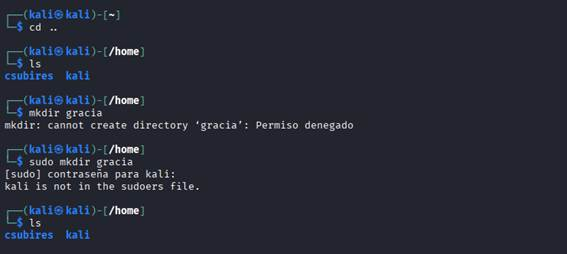 ┌──(kali㉿kali)-[~]
└─$ cd ..
┌──(kali㉿kali)-[/home]
└─$ ls
csubires  kali
┌──(kali㉿kali)-[/home]
└─$ mkdir gracia
mkdir: cannot create directory ‘gracia’: Permiso denegado
┌──(kali㉿kali)-[/home]
└─$ sudo mkdir gracia
[sudo] contraseña para kali:
kali is not in the sudoers file.
┌──(kali㉿kali)-[/home]
└─$ ls
csubires  kali